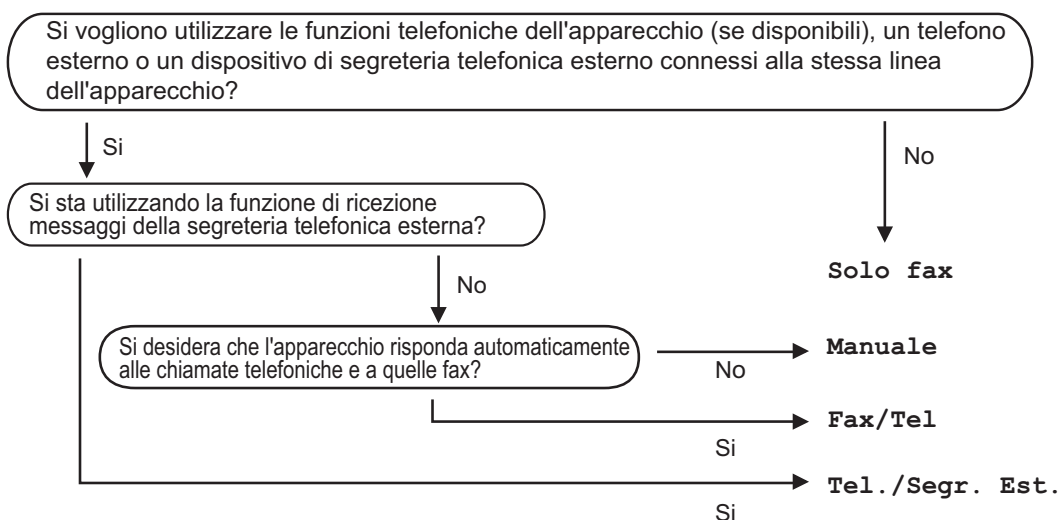 Si vogliono utilizzare le funzioni telefoniche dell'apparecchio (se disponibili), un telefono
esterno o un dispositivo di segreteria telefonica esterno connessi alla stessa linea
dell'apparecchio?
Si
No
Si sta utilizzando la funzione di ricezione
messaggi della segreteria telefonica esterna?
Solo fax
No
Si desidera che l'apparecchio risponda automaticamente
alle chiamate telefoniche e a quelle fax?
No
Manuale
Si
Fax/Tel
Si
Tel./Segr. Est.